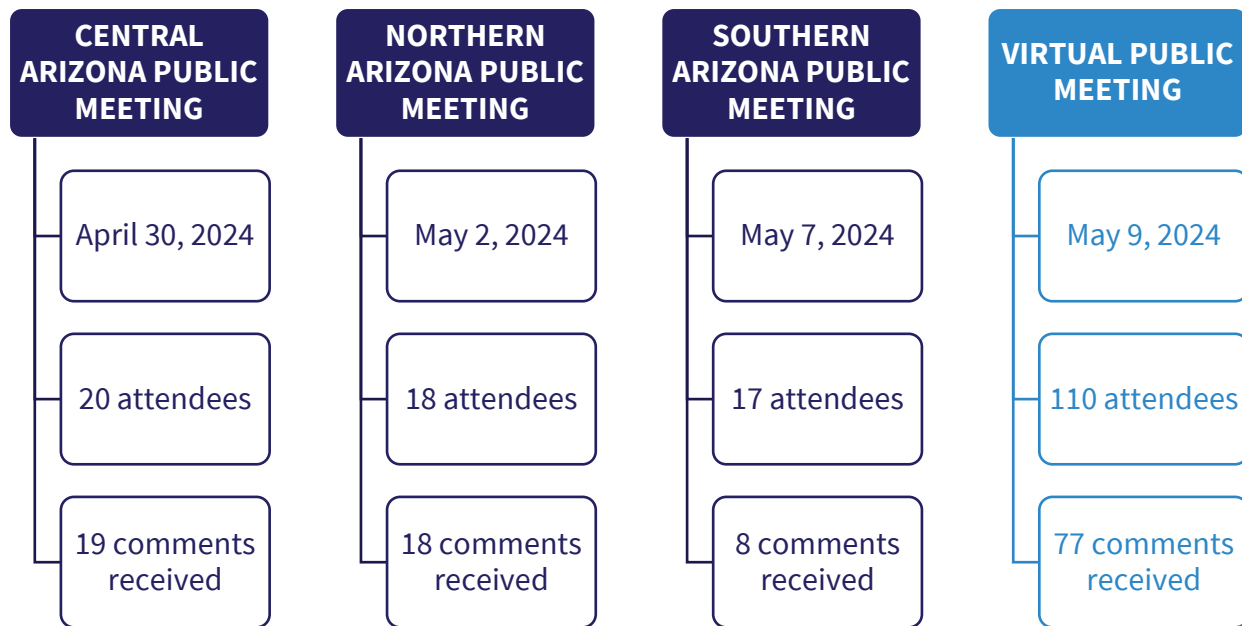 CENTRAL
ARIZONA PUBLIC
MEETING
April 30, 2024
20 attendees
19 comments
received
NORTHERN
ARIZONA PUBLIC
MEETING
May 2, 2024
18 attendees
18 comments
received
SOUTHERN
ARIZONA PUBLIC
MEETING
May 7, 2024
17 attendees
8 comments
received
VIRTUAL PUBLIC
MEETING
May 9, 2024
110 attendees
77 comments
received